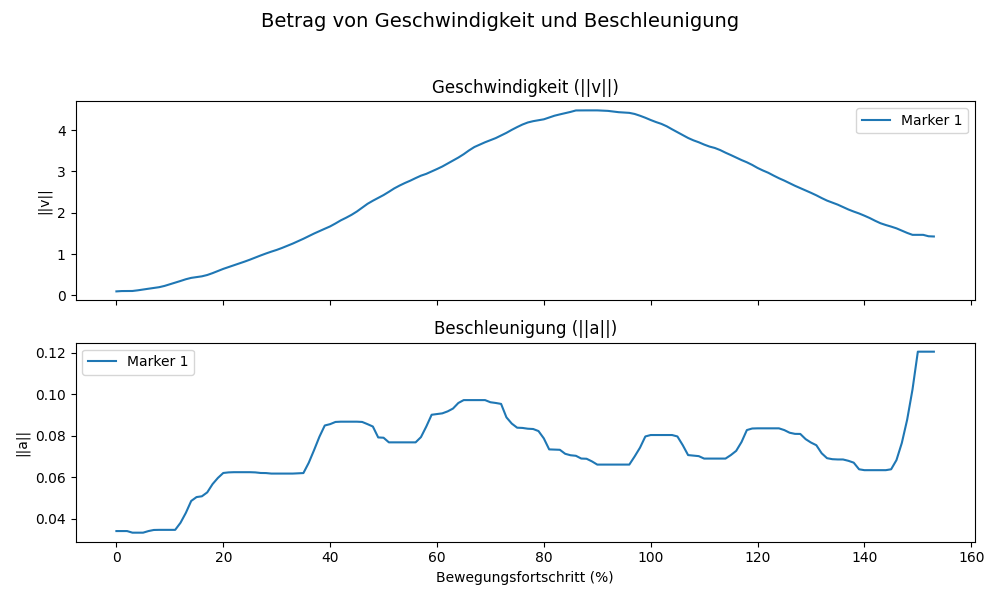 Betrag von Geschwindigkeit und Beschleunigung
Geschwindigkeit (||v||)
Marker 1
||v||
4
3
2
1
0
Beschleunigung (||a||)
Marker 1
||a||
0.12
0.10
0.08
0.06
0.04
0 20 40 60 80 100 120 140 160
Bewegungsfortschritt (%)